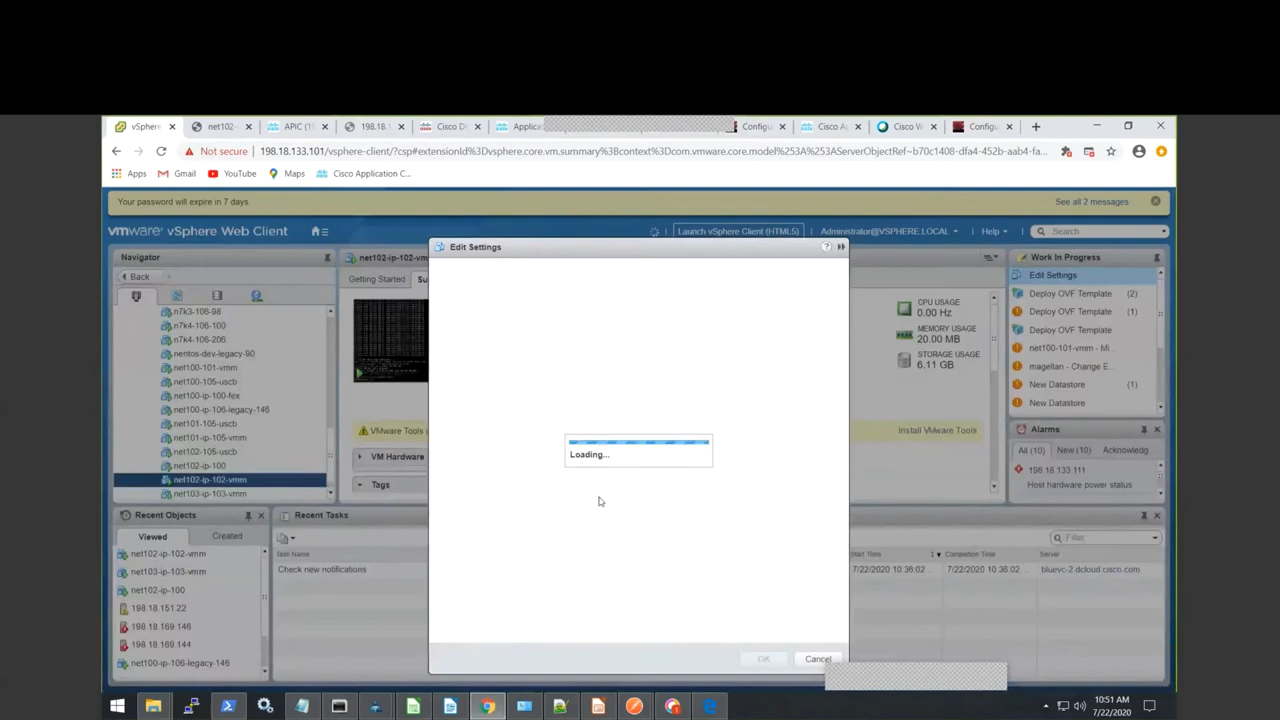 vSphere
net102-
APIC (15
198.18.1
Cisco D
Applica
Configu
Cisco A
Cisco W
Configu
Not secure
198.18.133.101/vsphere-client/?csp#extensionId%3Dvsphere.core.vm.summary%3Bcontext%3Dcom.vmware.core.model%253A%253AServerObjectRef~b70c1408-dfa4-452b-aab4-fa...
Apps
Gmail
YouTube
Maps
Cisco Application C...
Your password will expire in 7 days.
See all 2 messages
vmware vSphere Web Client
Launch vSphere Client (HTML5)
Administrator@VSPHERE.LOCAL
Help
Search
Navigator
Back
n7k3-106-98
n7k4-106-100
n7k4-206-106
nentos-dev-legacy-90
net100-101-vmm
net100-105-uscb
net100-ip-100-fex
net100-ip-106-legacy-146
net101-105-uscb
net101-ip-105-vmm
net102-105-uscb
net102-ip-100
net102-ip-102-vmm
net103-ip-103-vmm
net102-ip-102-vm
Getting Started
Su
VMware Tools i
VM Hardware
Tags
Edit Settings
Loading...
OK
Cancel
CPU USAGE
0.00 Hz
MEMORY USAGE
20.00 MB
STORAGE USAGE
6.11 GB
Install VMware Tools
Work In Progress
Edit Settings
Deploy OVF Template (2)
Deploy OVF Template (1)
Deploy OVF Template
net100-101-vmm - Mi...
magellan - Change E...
New Datastore (1)
New Datastore
Alarms
All (10)
New (10)
Acknowledg
198.18.133.111
Host hardware power status
Recent Objects
Viewed
Created
net102-ip-102-vmm
net103-ip-103-vmm
net102-ip-100
198.18.151.22
198.18.169.146
198.18.169.144
net100-ip-106-legacy-146
Recent Tasks
Filter
Task Name
Start Time
Completion Time
Server
Check new notifications
7/22/2020 10:36:02 ...
7/22/2020 10:36:02 ...
bluevc-2.dcloud.cisco.com
10:51 AM
7/22/2020